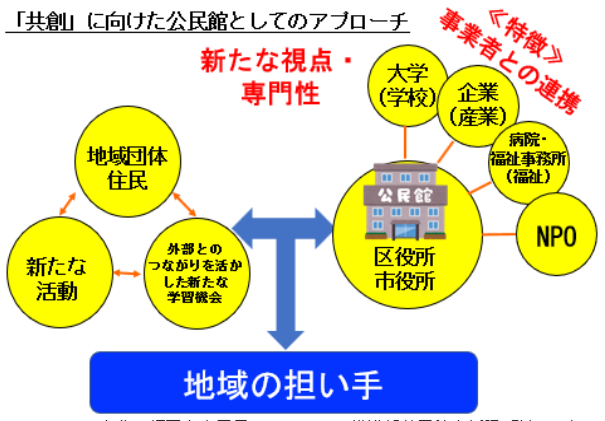 「共創」に向けた公民館としてのアプローチ
≪特徴≫
事業者との連携
新たな視点・
専門性
大学
(学校)
企業
(産業)
病院・
福祉事務所
(福祉)
NPO
公民館
区役所
市役所
地域団体
住民
新たな
活動
外部との
つながりを活か
した新たな
学習機会
地域の担い手